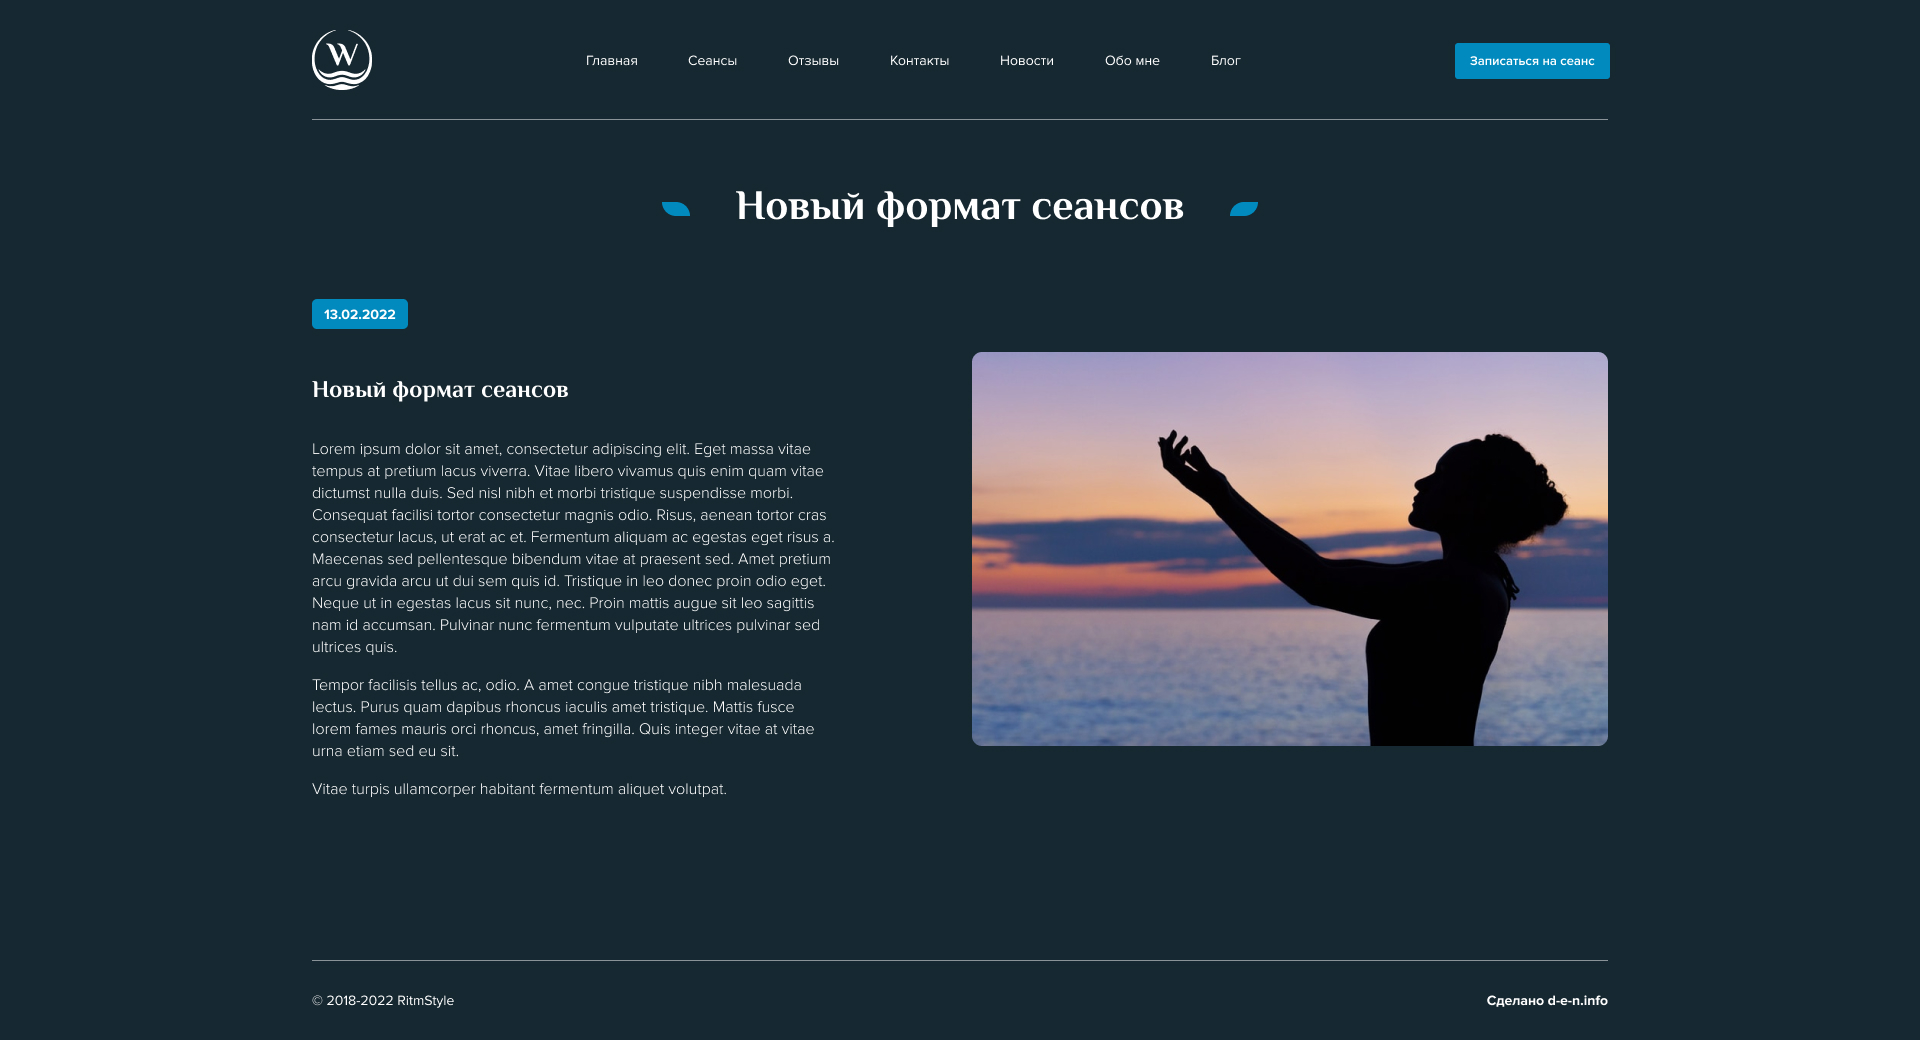 W
Главная Сеансы Отзывы Контакты Новости Обо мне Блог Записаться на сеанс
Новый формат сеансов
13.02.2022
Новый формат сеансов
Lorem ipsum dolor sit amet, consectetur adipiscing elit. Eget massa vitae
tempus at pretium lacus viverra. Vitae libero vivamus quis enim quam vitae
dictumst nulla duis. Sed nisl nibh et morbi tristique suspendisse morbi.
Consequat facilisi tortor consectetur magnis odio. Risus, aenean tortor cras
consectetur lacus, ut erat ac et. Fermentum aliquam ac egestas eget risus a.
Maecenas sed pellentesque bibendum vitae at praesent sed. Amet pretium
arcu gravida arcu ut dui sem quis id. Tristique in leo donec proin odio eget.
Neque ut in egestas lacus sit nunc, nec. Proin mattis augue sit leo sagittis
nam id accumsan. Pulvinar nunc fermentum vulputate ultrices pulvinar sed
ultrices quis.
Tempor facilisis tellus ac, odio. A amet congue tristique nibh malesuada
lectus. Purus quam dapibus rhoncus iaculis amet tristique. Mattis fusce
lorem fames mauris orci rhoncus, amet fringilla. Quis integer vitae at vitae
urna etiam sed eu sit.
Vitae turpis ullamcorper habitant fermentum aliquet volutpat.
© 2018-2022 RitmStyle
Сделано d-e-n.info